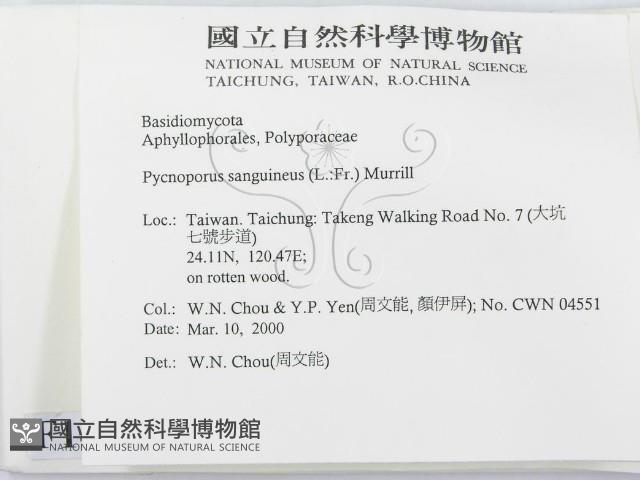 國立自然科學博物館
NATIONAL MUSEUM OF NATURAL SCIENCE
TAICHUNG, TAIWAN, R.O.CHINA
Basidiomycota
Aphyllophorales, Polyporaceae
Pycnoporus sanguineus (L.:Fr.) Murrill
Loc.: Taiwan. Taichung: Takeng Walking Road No. 7 (大坑
七號步道)
24.11N, 120.47E;
on rotten wood.
Col.: W.N. Chou & Y.P. Yen(周文能, 顏伊屏); No. CWN 04551
Date: Mar. 10, 2000
Det.: W.N. Chou(周文能)
國立自然科學博物館
NATIONAL MUSEUM OF NATURAL SCIENCE